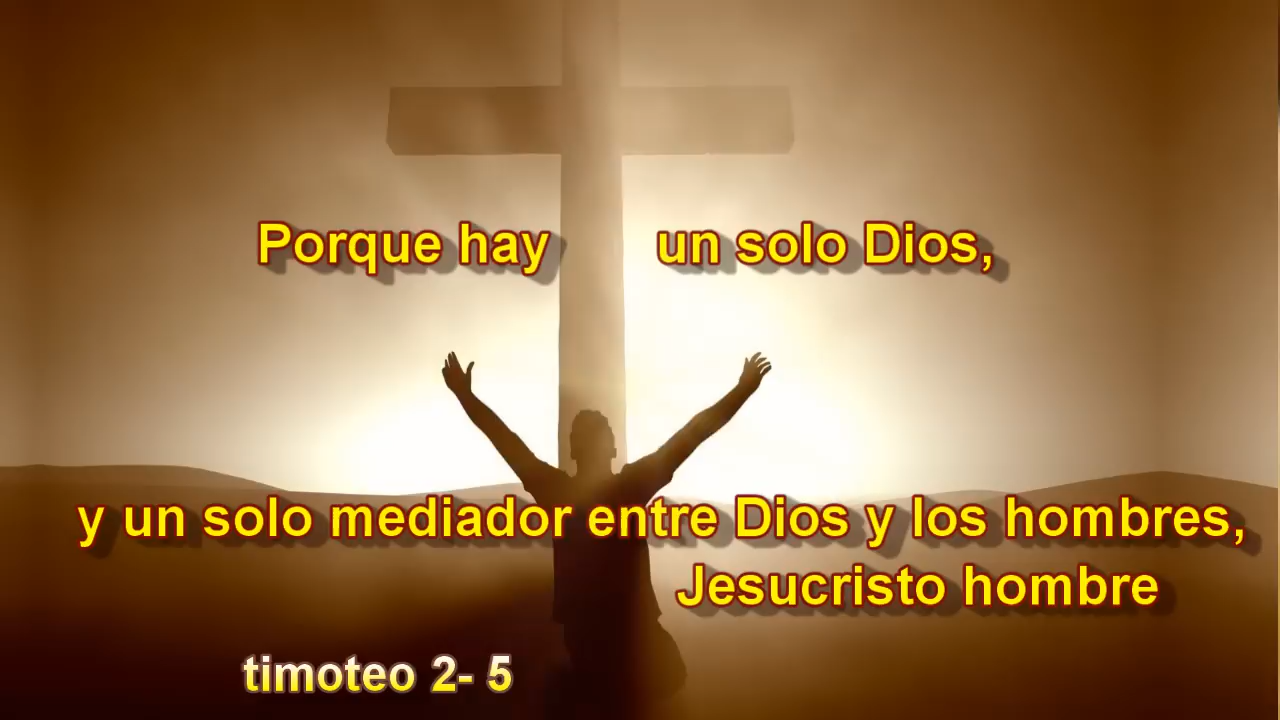 Porque hay un solo Dios,
y un solo mediador entre Dios y los hombres,
Jesucristo hombre
timoteo 2- 5